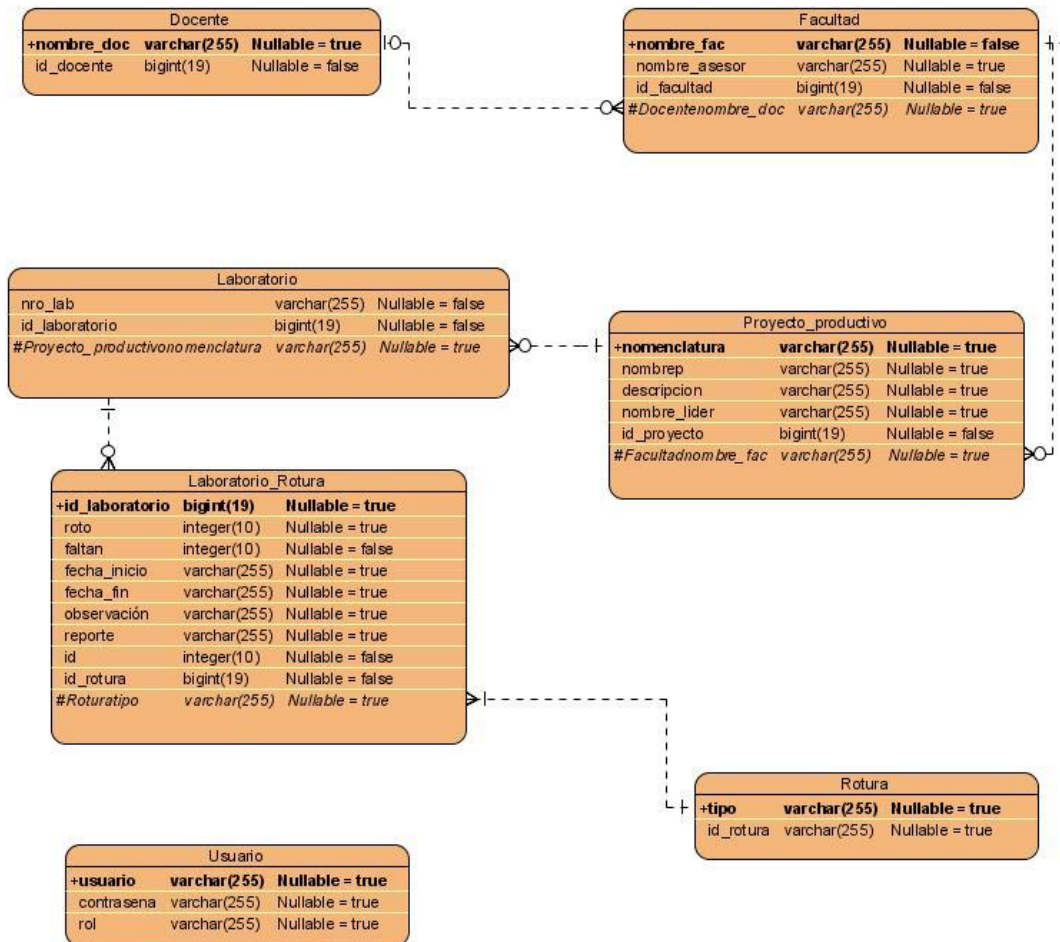 Docente
+nombre_doc varchar(255) Nullable = true
id_docente bigint(19) Nullable = false
Facultad
+nombre_fac varchar(255) Nullable = false
nombre_asesor varchar(255) Nullable = true
id_facultad bigint(19) Nullable = false
#Docentenombre_doc varchar(255) Nullable = true
Laboratorio
nro_lab varchar(255) Nullable = false
id_laboratorio bigint(19) Nullable = false
#Proyecto_productivonomenclatura varchar(255) Nullable = true
Proyecto_productivo
+nomenclatura varchar(255) Nullable = true
nombrep varchar(255) Nullable = true
descripcion varchar(255) Nullable = true
nombre_lider varchar(255) Nullable = true
id_proyecto bigint(19) Nullable = false
#Facultadnombre_fac varchar(255) Nullable = true
Laboratorio_Rotura
+id_laboratorio bigint(19) Nullable = true
roto integer(10) Nullable = true
faltan integer(10) Nullable = false
fecha_inicio varchar(255) Nullable = true
fecha_fin varchar(255) Nullable = true
observación varchar(255) Nullable = true
reporte varchar(255) Nullable = true
id integer(10) Nullable = false
id_rotura bigint(19) Nullable = false
#Roturatipo varchar(255) Nullable = true
Rotura
+tipo varchar(255) Nullable = true
id_rotura varchar(255) Nullable = true
Usuario
+usuario varchar(255) Nullable = true
contrasena varchar(255) Nullable = true
rol varchar(255) Nullable = true